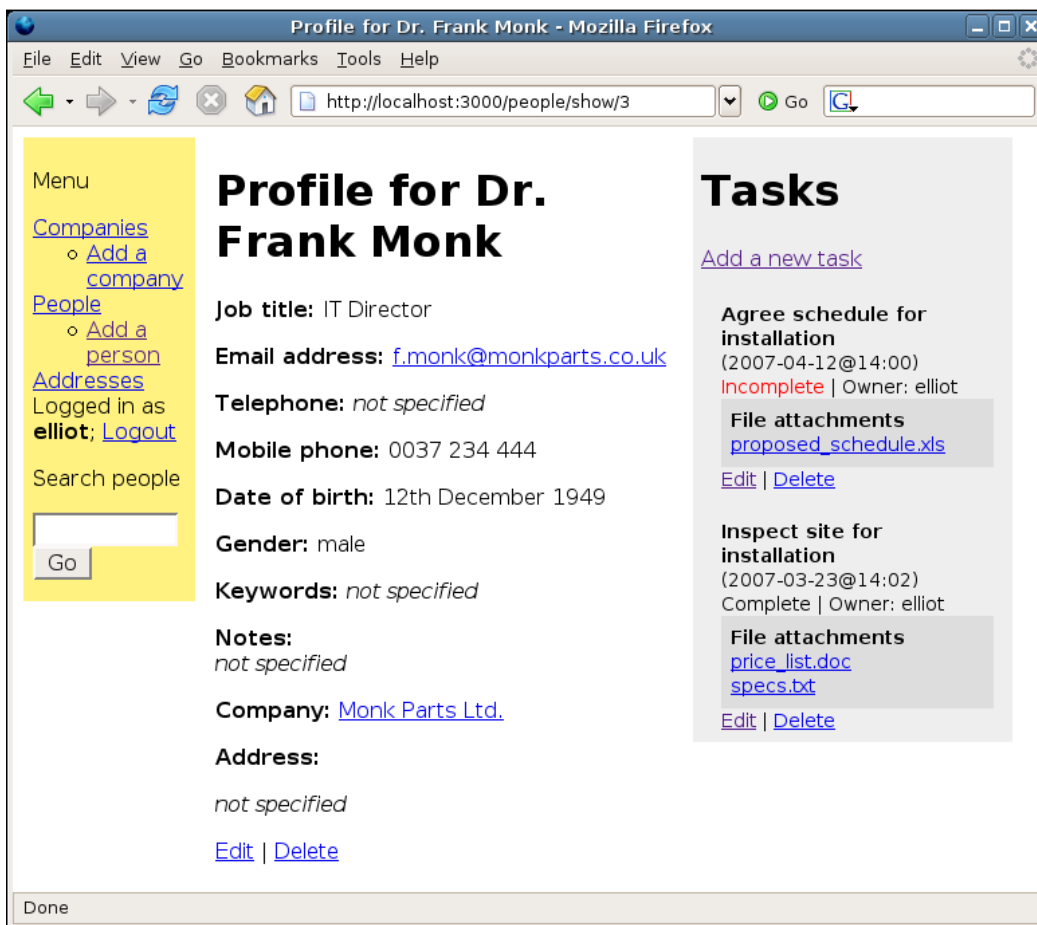 Profile for Dr. Frank Monk - Mozilla Firefox
File Edit View Go Bookmarks Tools Help
http://localhost:3000/people/show/3
Go
G
Menu
Companies
Add a
company
People
Add a
person
Addresses
Logged in as
elliot; Logout
Search people
Go
Profile for Dr.
Frank Monk
Job title: IT Director
Email address: f.monk@monkparts.co.uk
Telephone: not specified
Mobile phone: 0037 234 444
Date of birth: 12th December 1949
Gender: male
Keywords: not specified
Notes:
not specified
Company: Monk Parts Ltd.
Address:
not specified
Edit | Delete
Tasks
Add a new task
Agree schedule for
installation
(2007-04-12@14:00)
Incomplete | Owner: elliot
File attachments
proposed_schedule.xls
Edit | Delete
Inspect site for
installation
(2007-03-23@14:02)
Complete | Owner: elliot
File attachments
price_list.doc
specs.txt
Edit | Delete
Done